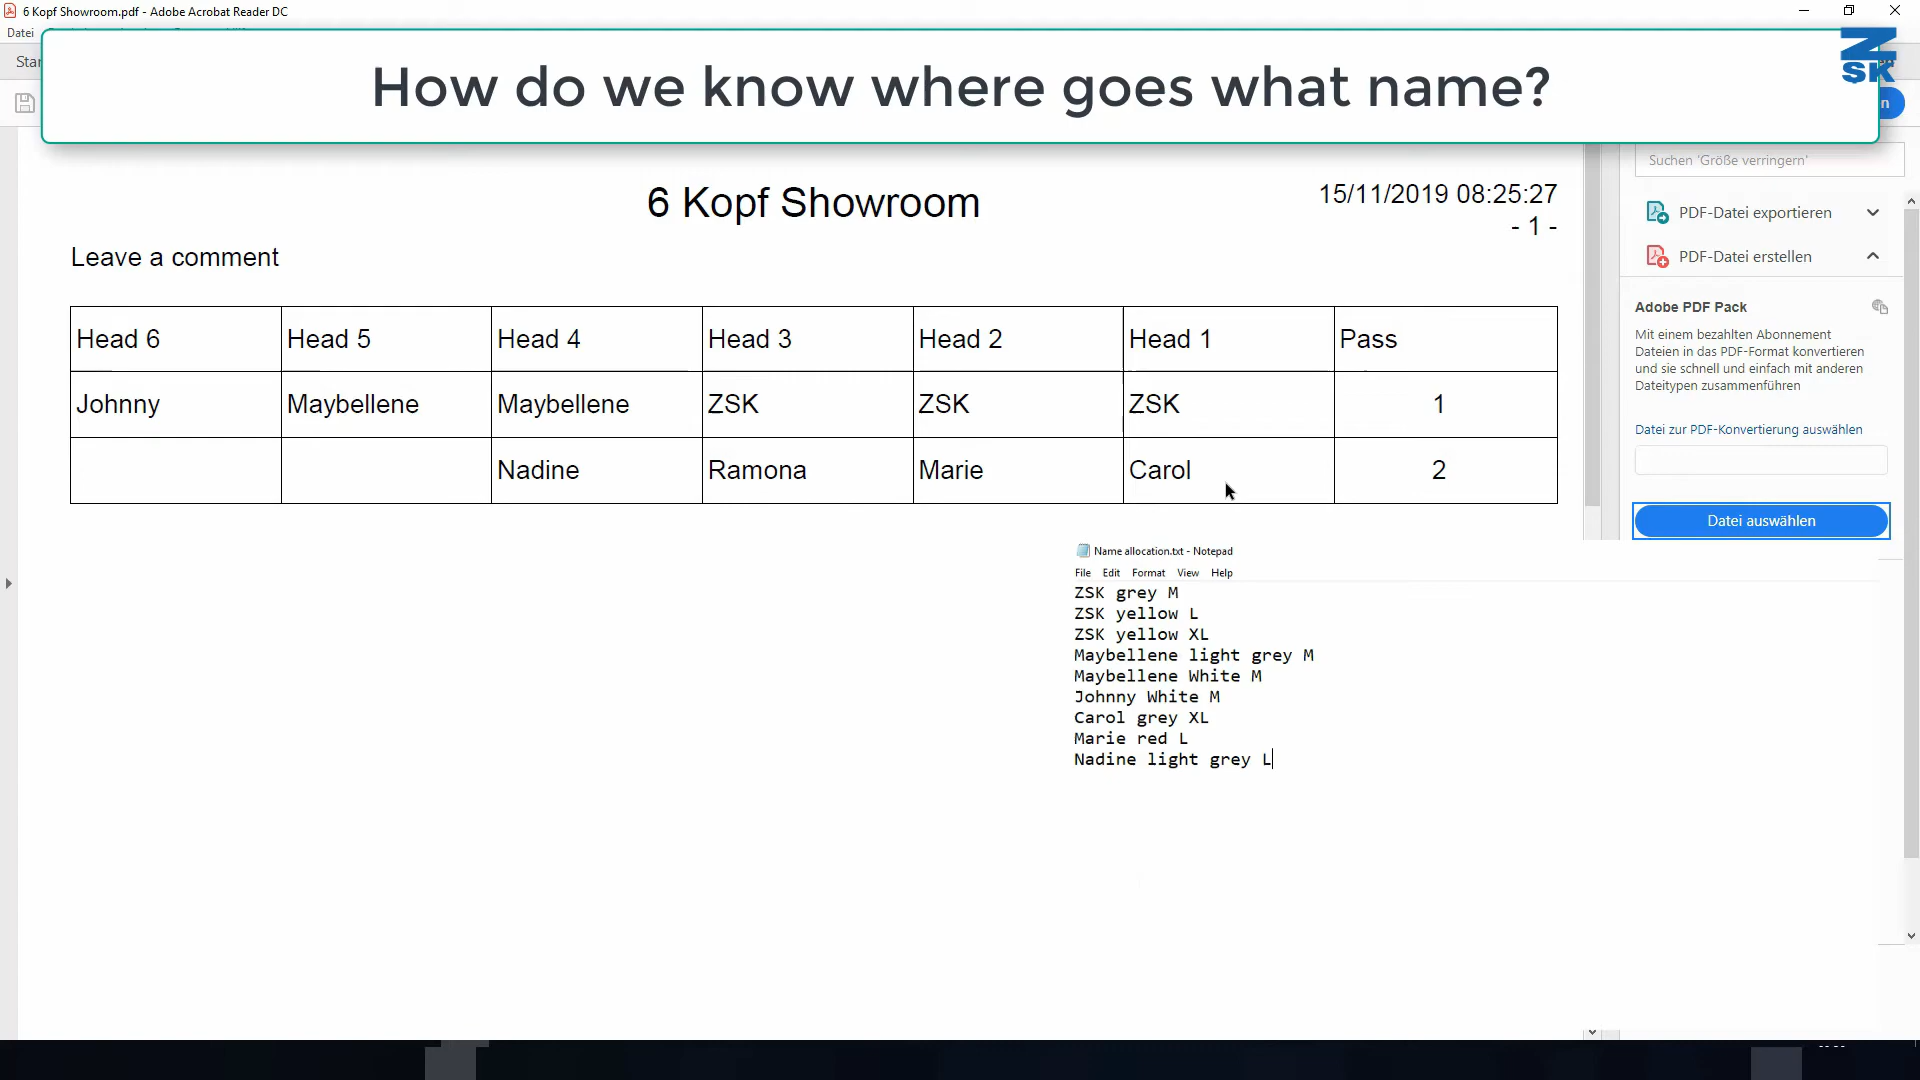 6 Kopf Showroom.pdf - Adobe Acrobat Reader DC
Datei
How do we know where goes what name?
ZSK
Suchen 'Größe verringern'
6 Kopf Showroom
15/11/2019 08:25:27
- 1 -
Leave a comment
Head 6 Head 5 Head 4 Head 3 Head 2 Head 1 Pass
Johnny Maybellene Maybellene ZSK ZSK ZSK 1
Nadine Ramona Marie Carol 2
PDF-Datei exportieren
PDF-Datei erstellen
Adobe PDF Pack
Mit einem bezahlten Abonnement
Dateien in das PDF-Format konvertieren
und sie schnell und einfach mit anderen
Dateitypen zusammenführen
Datei zur PDF-Konvertierung auswählen
Datei auswählen
Name allocation.txt - Notepad
File Edit Format View Help
ZSK grey M
ZSK yellow L
ZSK yellow XL
Maybellene light grey M
Maybellene White M
Johnny White M
Carol grey XL
Marie red L
Nadine light grey L